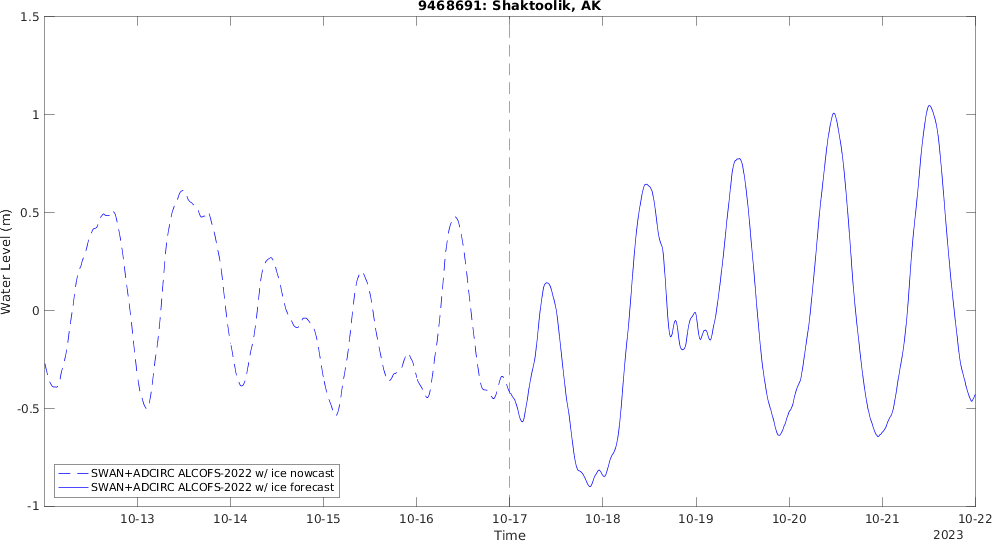 9468691: Shaktoolik, AK
1.5
1
0.5
0
-0.5
-1
Water Level (m)
SWAN+ADCIRC ALCOFS-2022 w/ ice nowcast
SWAN+ADCIRC ALCOFS-2022 w/ ice forecast
10-13 10-14 10-15 10-16 10-17 10-18 10-19 10-20 10-21 10-22
Time
2023